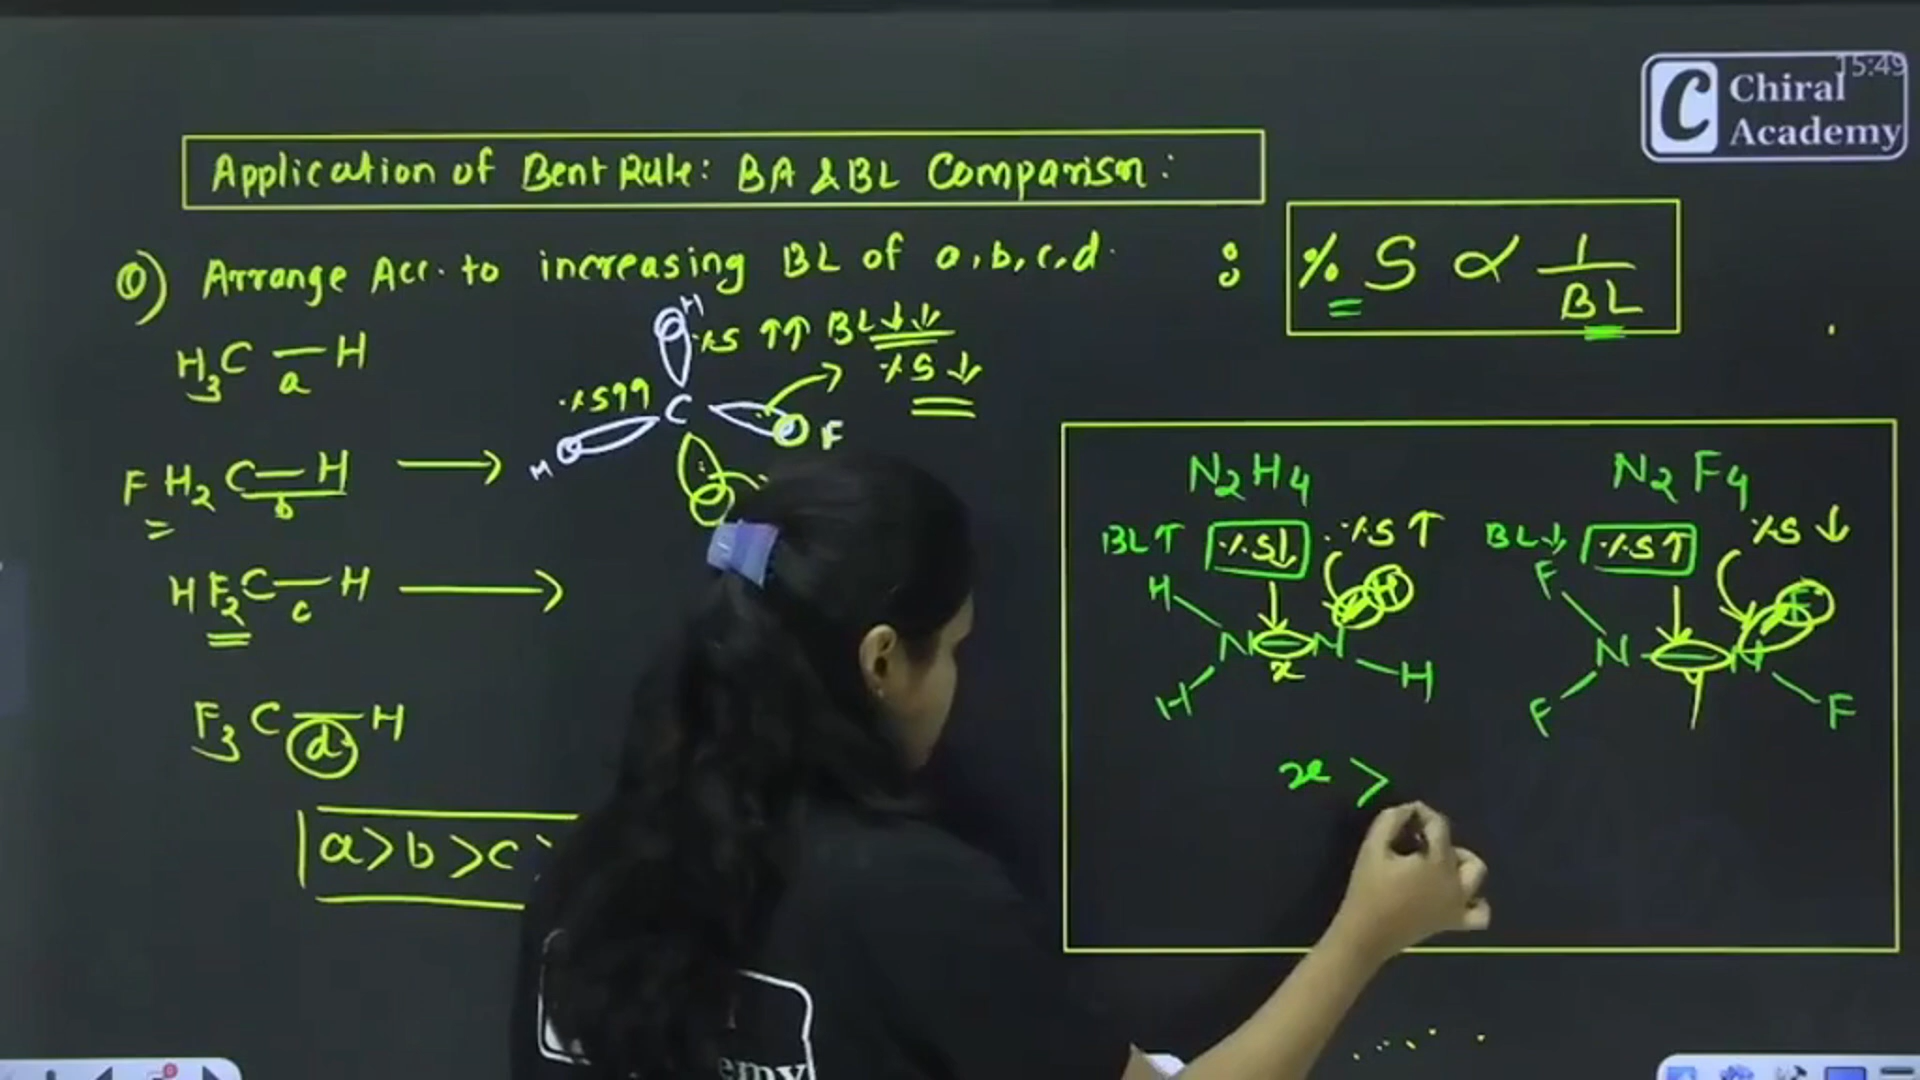 15:49
Chiral
Academy
Application of Bent Rule: BA & BL Comparison:
Q) Arrange Acc. to increasing BL of a,b,c,d. :
% S ∝ 1/BL
H3C — H
a
FH2C — H
b
HF2C — H
c
F3C — H
d
a>b>c
H
%S ↑↑ BL↓↓
%S ↓
%S↑↑
C
F
H
N2H4
BL↑ %S↓ %S↑
H H
N N
x
H H
N2F4
BL↓ %S↑ %S↓
F F
N N
y
F F
x >
emy